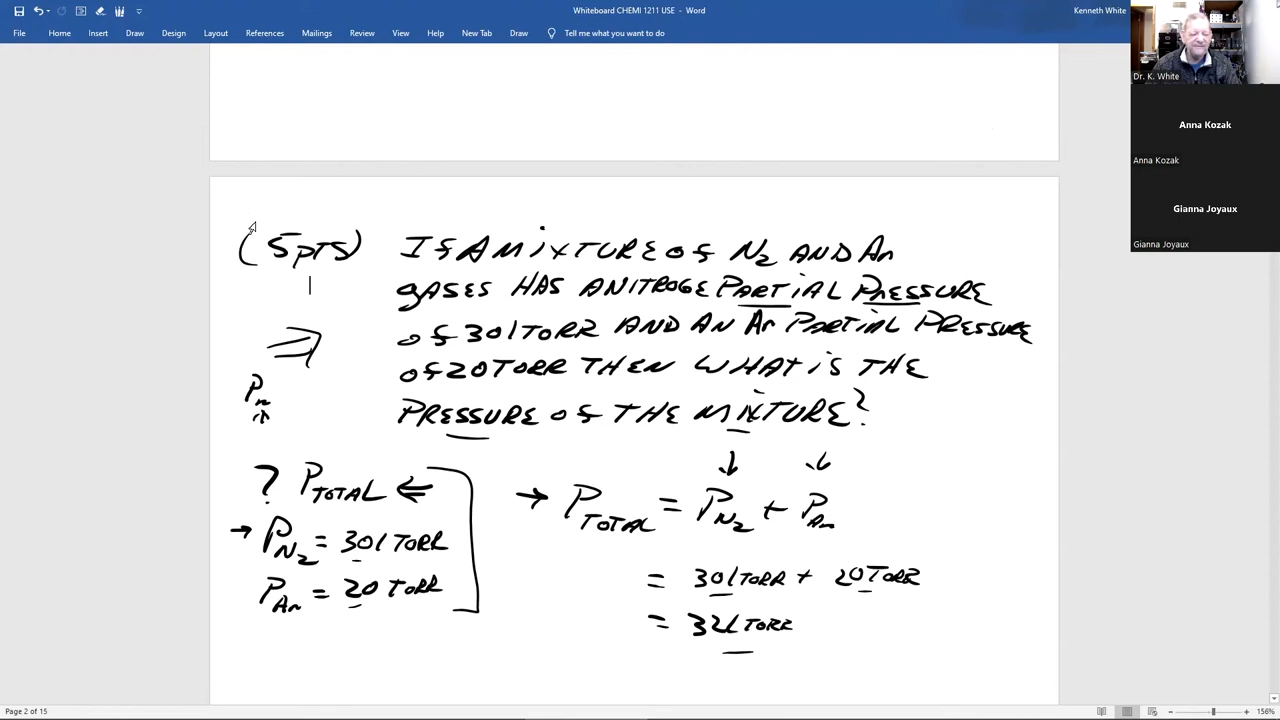 Whiteboard CHEMI 1211 USE - Word
Kenneth White
File Home Insert Draw Design Layout References Mailings Review View Help New Tab Draw Tell me what you want to do
Dr. K. White
Anna Kozak
Anna Kozak
Gianna Joyaux
Gianna Joyaux
(5pTS) If A MixTURE of N2 AND Ar
gASES HAS A NITROGE PARTiAL PRESSURE
of 301 TORR AND AN Ar PARTiAL PRESSURE
of 20 TORR THEN WHAT iS THE
PRESSURE of THE MIXTURE?
? PTOTAL ⇐
→ PN2 = 301 TORR
PAr = 20 TORR
→ PTOTAL = PN2 + PAr
= 301 TORR + 20 TORR
= 321 TORR
Page 2 of 15
156%